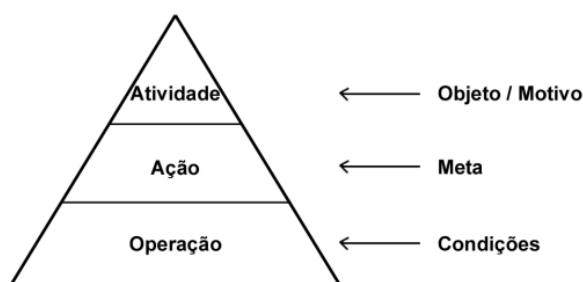 Atividade Objeto / Motivo
Ação Meta
Operação Condições